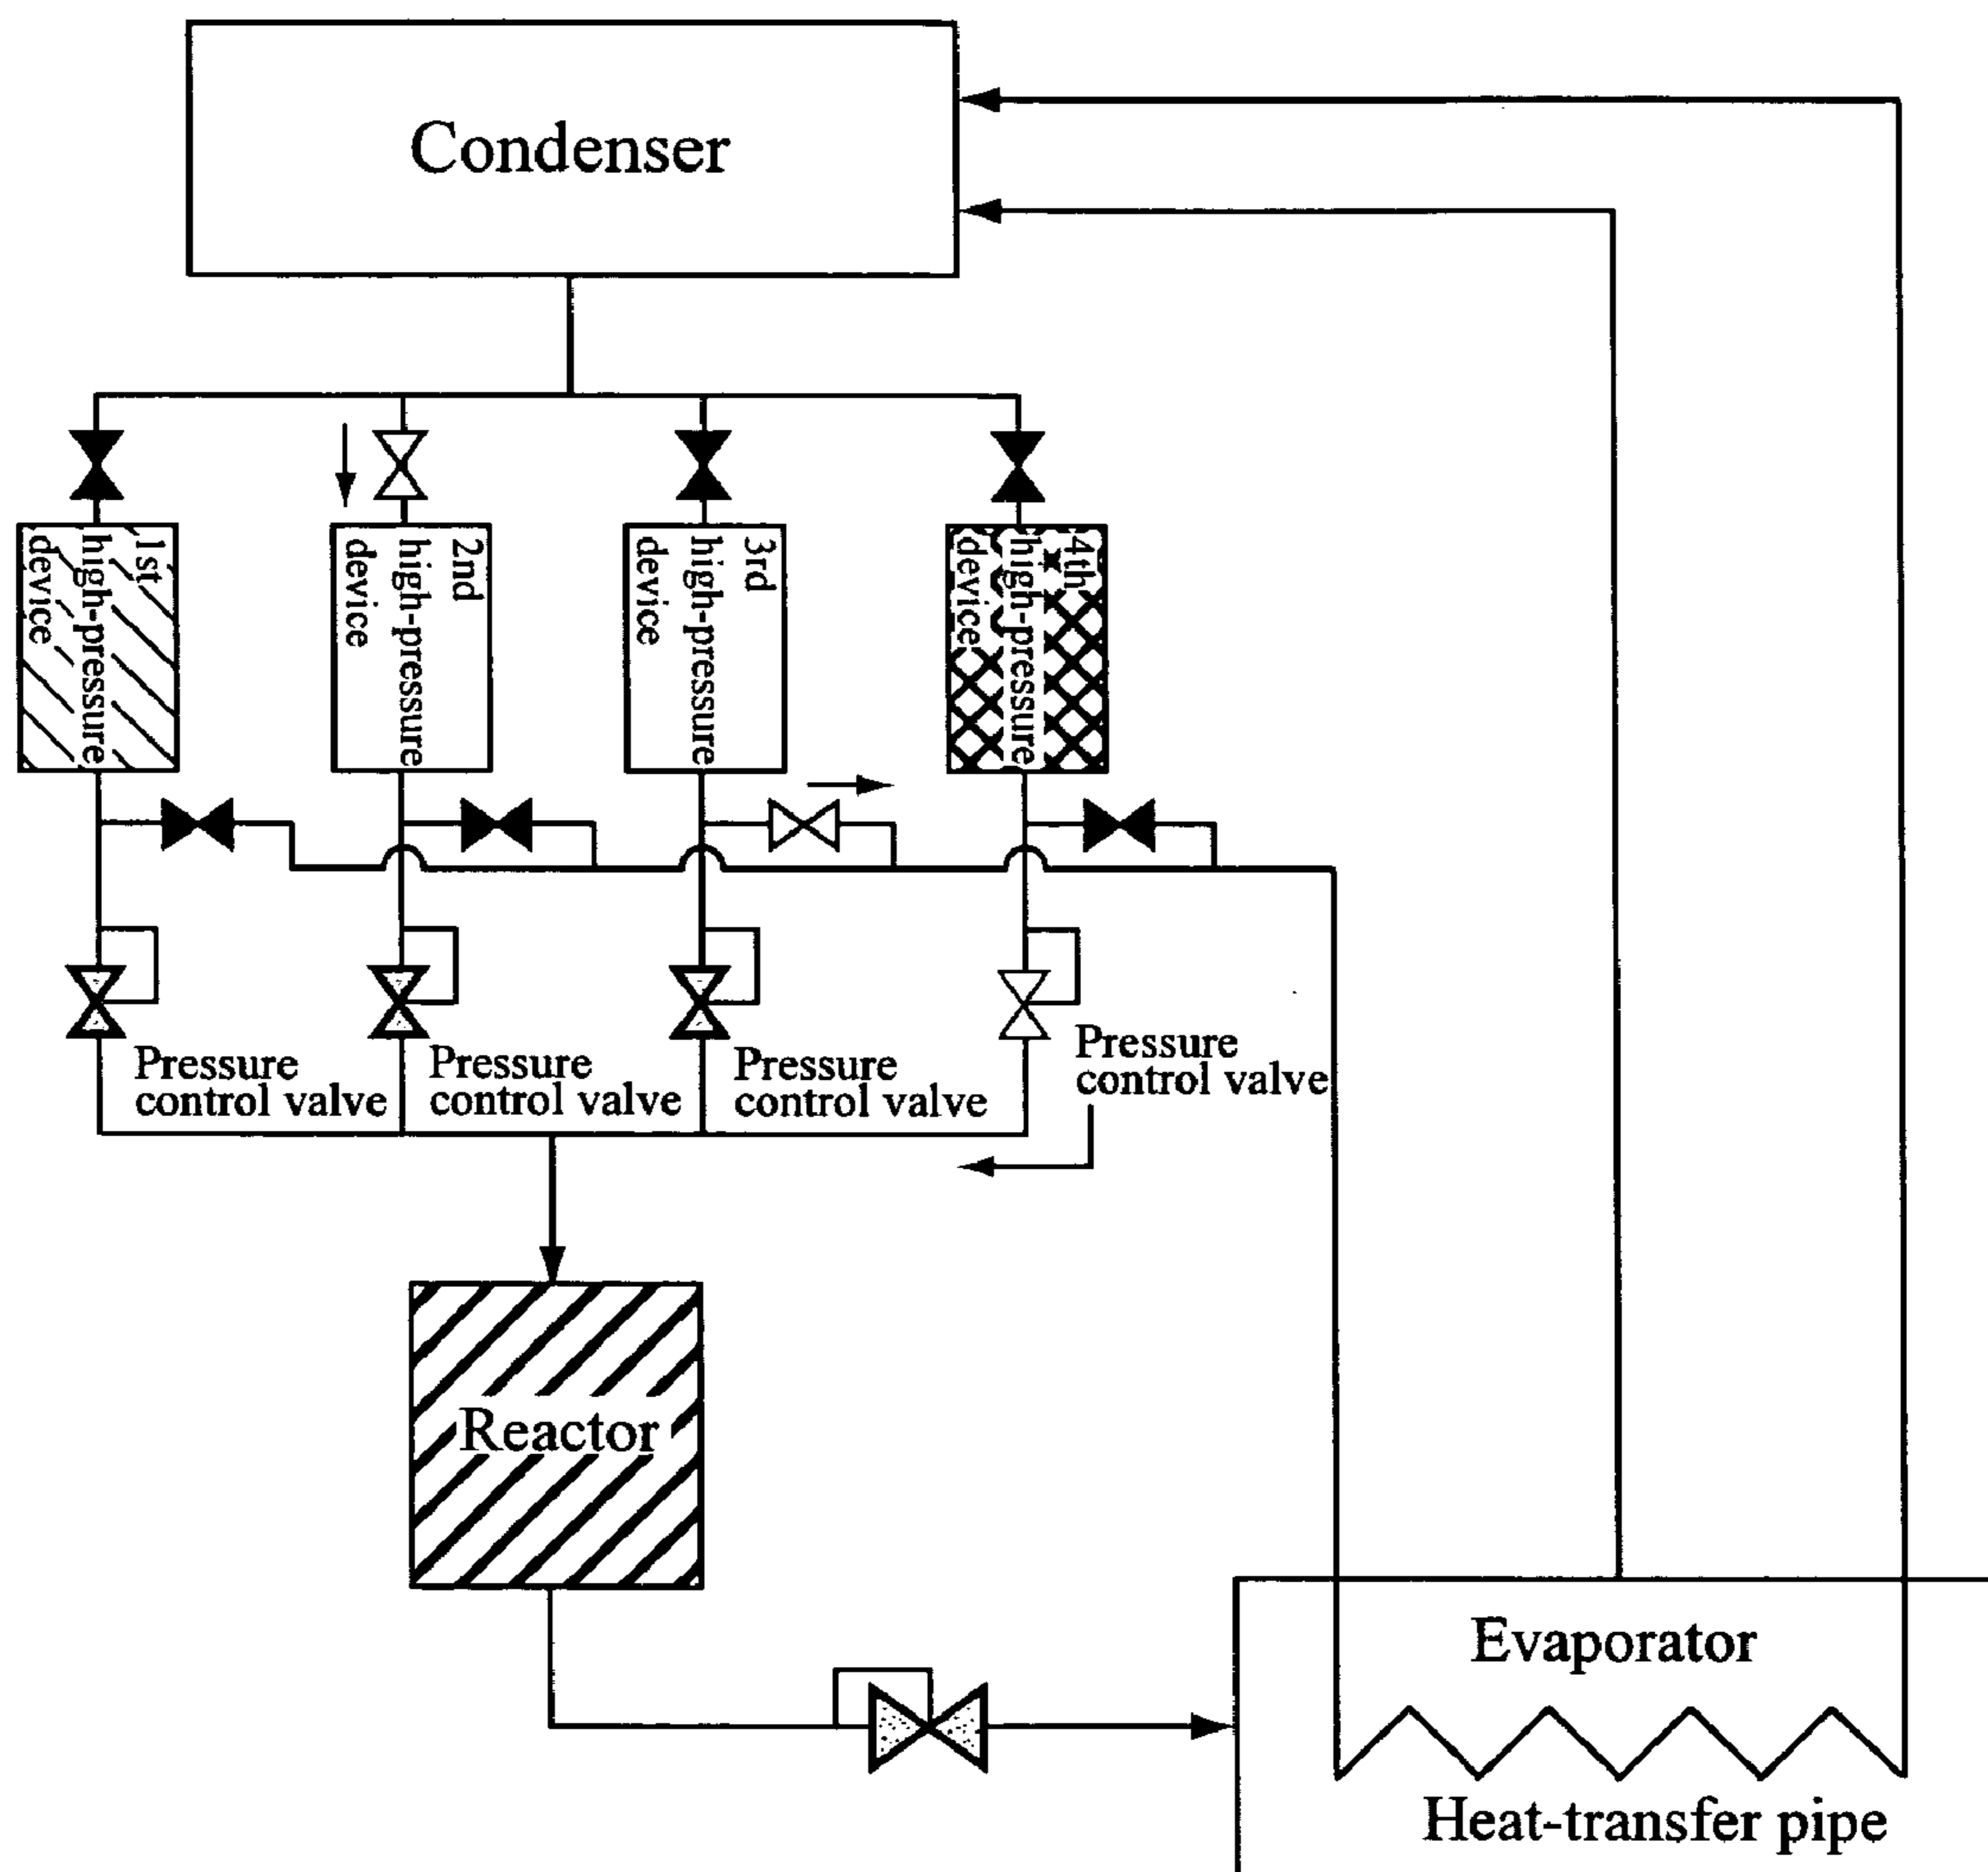 Condenser
1st
high-pressure
device
2nd
high-pressure
device
3rd
high-pressure
device
4th
high-pressure
device
Pressure
control valve
Pressure
control valve
Pressure
control valve
Pressure
control valve
Reactor
Evaporator
Heat-transfer pipe